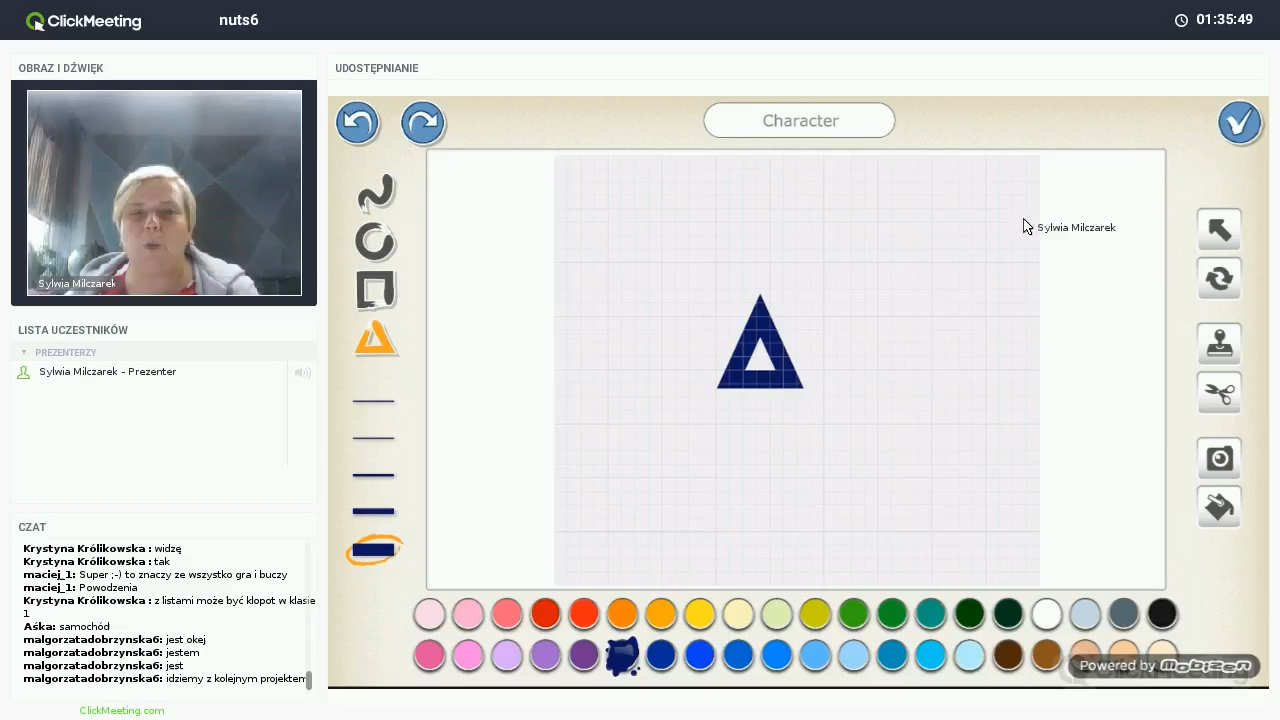 ClickMeeting
nuts6
01:35:49
OBRAZ I DŹWIĘK
Sylwia Milczarek
LISTA UCZESTNIKÓW
PREZENTERZY
Sylwia Milczarek - Prezenter
CZAT
Krystyna Królikowska : widzę
Krystyna Królikowska : tak
maciej_1: Super ;-) to znaczy ze wszystko gra i buczy
maciej_1: Powodzenia
Krystyna Królikowska : z listami może być kłopot w klasie
1
Aśka: samochód
malgorzatadobrzynska6: jest okej
malgorzatadobrzynska6: jestem
malgorzatadobrzynska6: jest
malgorzatadobrzynska6: idziemy z kolejnym projektem
ClickMeeting.com
UDOSTĘPNIANIE
Character
Sylwia Milczarek
Powered by Mobizen
ClickMeeting